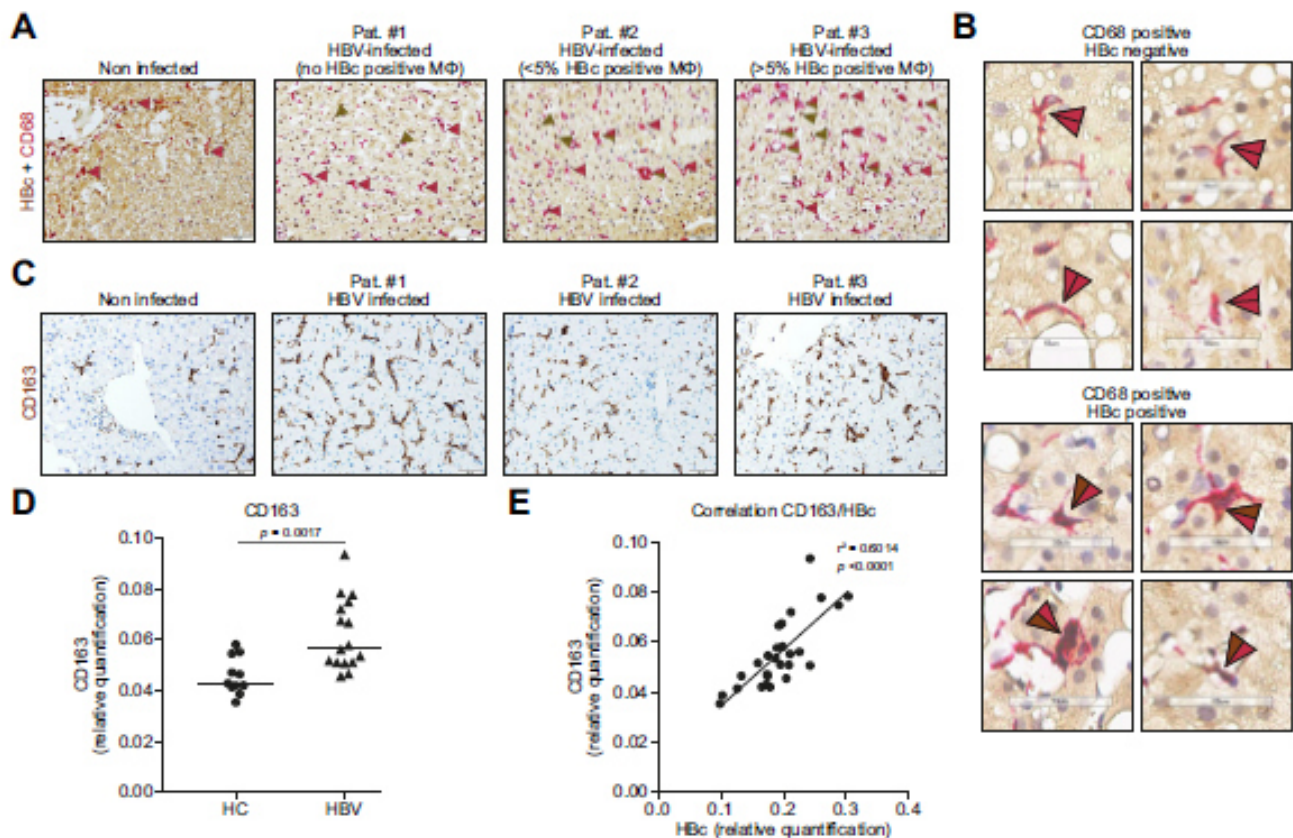 A
Non infected
Pat. #1
HBV-infected
(no HBc positive MΦ)
Pat. #2
HBV-infected
(<5% HBc positive MΦ)
Pat. #3
HBV-infected
(>5% HBc positive MΦ)
HBc + CD68
B
CD68 positive
HBc negative
CD68 positive
HBc positive
C
Non infected
Pat. #1
HBV infected
Pat. #2
HBV infected
Pat. #3
HBV infected
CD163
D
CD163
p = 0.0017
0.10
0.08
0.06
0.04
0.02
0.00
CD163
(relative quantification)
HC
HBV
E
Correlation CD163/HBc
r² = 0.6014
p <0.0001
0.10
0.08
0.06
0.04
0.02
0.00
CD163
(relative quantification)
0.0
0.1
0.2
0.3
0.4
HBc (relative quantification)